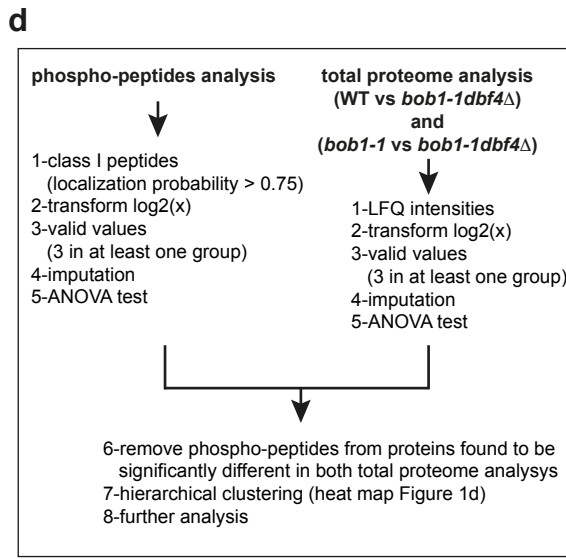 d
phospho-peptides analysis
1-class I peptides
(localization probability > 0.75)
2-transform log2(x)
3-valid values
(3 in at least one group)
4-imputation
5-ANOVA test
total proteome analysis
(WT vs bob1-1dbf4Δ)
and
(bob1-1 vs bob1-1dbf4Δ)
1-LFQ intensities
2-transform log2(x)
3-valid values
(3 in at least one group)
4-imputation
5-ANOVA test
6-remove phospho-peptides from proteins found to be
significantly different in both total proteome analysys
7-hierarchical clustering (heat map Figure 1d)
8-further analysis